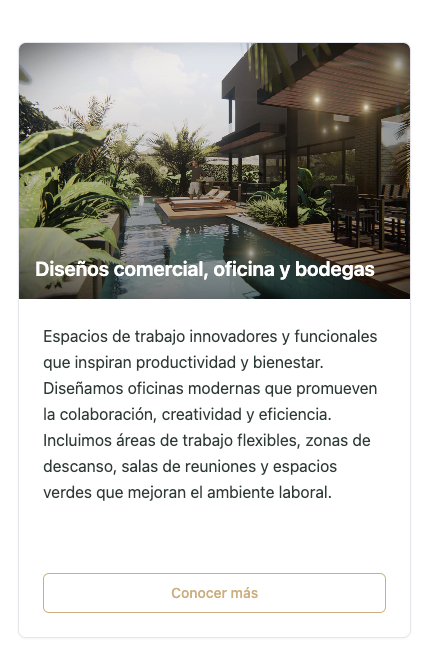 Diseños comercial, oficina y bodegas
Espacios de trabajo innovadores y funcionales
que inspiran productividad y bienestar.
Diseñamos oficinas modernas que promueven
la colaboración, creatividad y eficiencia.
Incluimos áreas de trabajo flexibles, zonas de
descanso, salas de reuniones y espacios
verdes que mejoran el ambiente laboral.
Conocer más